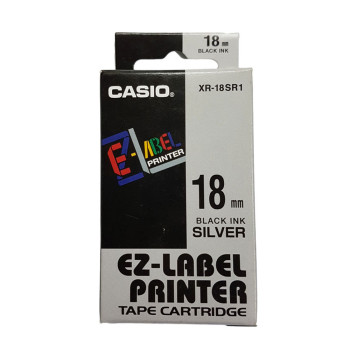 18 mm
BLACK INK
CASIO
XR-18SR1
EZ-LABEL
PRINTER
18 mm
BLACK INK
SILVER
EZ-LABEL
PRINTER
TAPE CARTRIDGE